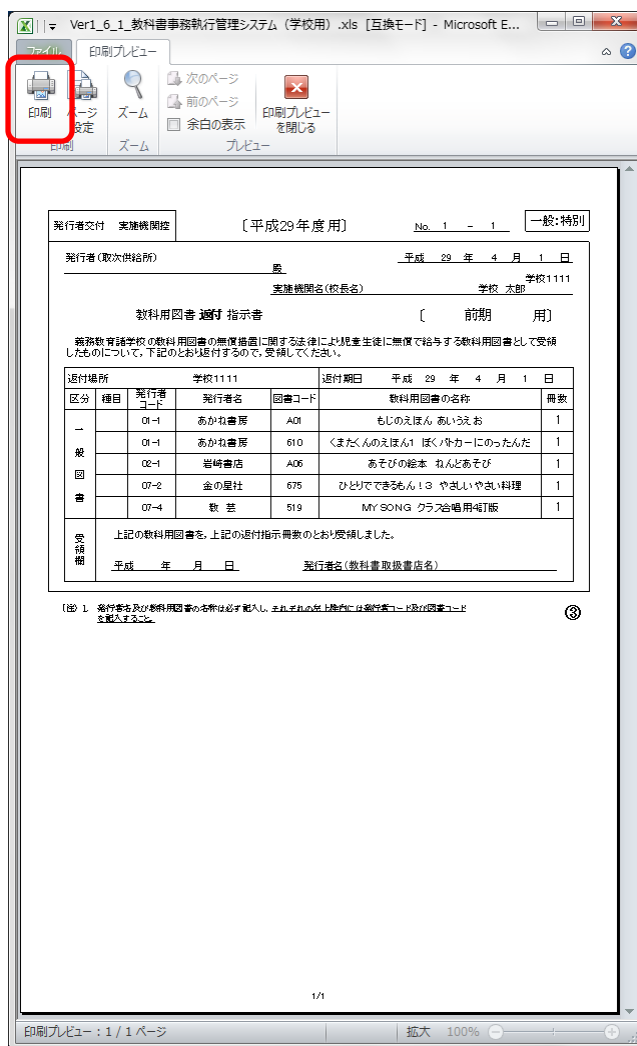 Ver1_6_1_教科書事務執行管理システム（学校用）.xls [互換モード] - Microsoft E...
ファイル 印刷プレビュー
印刷 ページ設定 ズーム 次のページ 前のページ 余白の表示 印刷プレビューを閉じる
印刷 ズーム プレビュー
発行者交付 実施機関控 〔平成29年度用〕 No. 1 - 1 一般:特別
発行者(取次供給所) 殿 平成 29 年 4 月 1 日
学校1111
実施機関名(校長名) 学校 太郎
教科用図書 返付 指示書 〔 前期 用〕
義務教育諸学校の教科用図書の無償措置に関する法律により児童生徒に無償で給与する教科用図書として受領
したものについて，下記のとおり返付するので，受領してください。
返付場所 学校1111 返付期日 平成 29 年 4 月 1 日
区分 種目 発行者コード 発行者名 図書コード 教科用図書の名称 冊数
一般図書
01-1 あかね書房 A01 もじのえほん あいうえお 1
01-1 あかね書房 610 くまたくんのえほん1 ぼくパトカーにのったんだ 1
02-1 岩崎書店 A06 あそびの絵本 ねんどあそび 1
07-2 金の星社 675 ひとりでできるもん！3 やさしいやさい料理 1
07-4 教芸 519 MY SONG クラス合唱用4訂版 1
受領欄 上記の教科用図書を，上記の返付指示冊数のとおり受領しました。
平成 年 月 日 発行者名(教科書取扱書店名)
〔注〕 1. 発行者名及び教科用図書の名称は必ず記入し，それぞれの左上隅内には発行者コード及び図書コード
を記入すること。
③
1/1
印刷プレビュー：1 / 1 ページ 拡大 100%